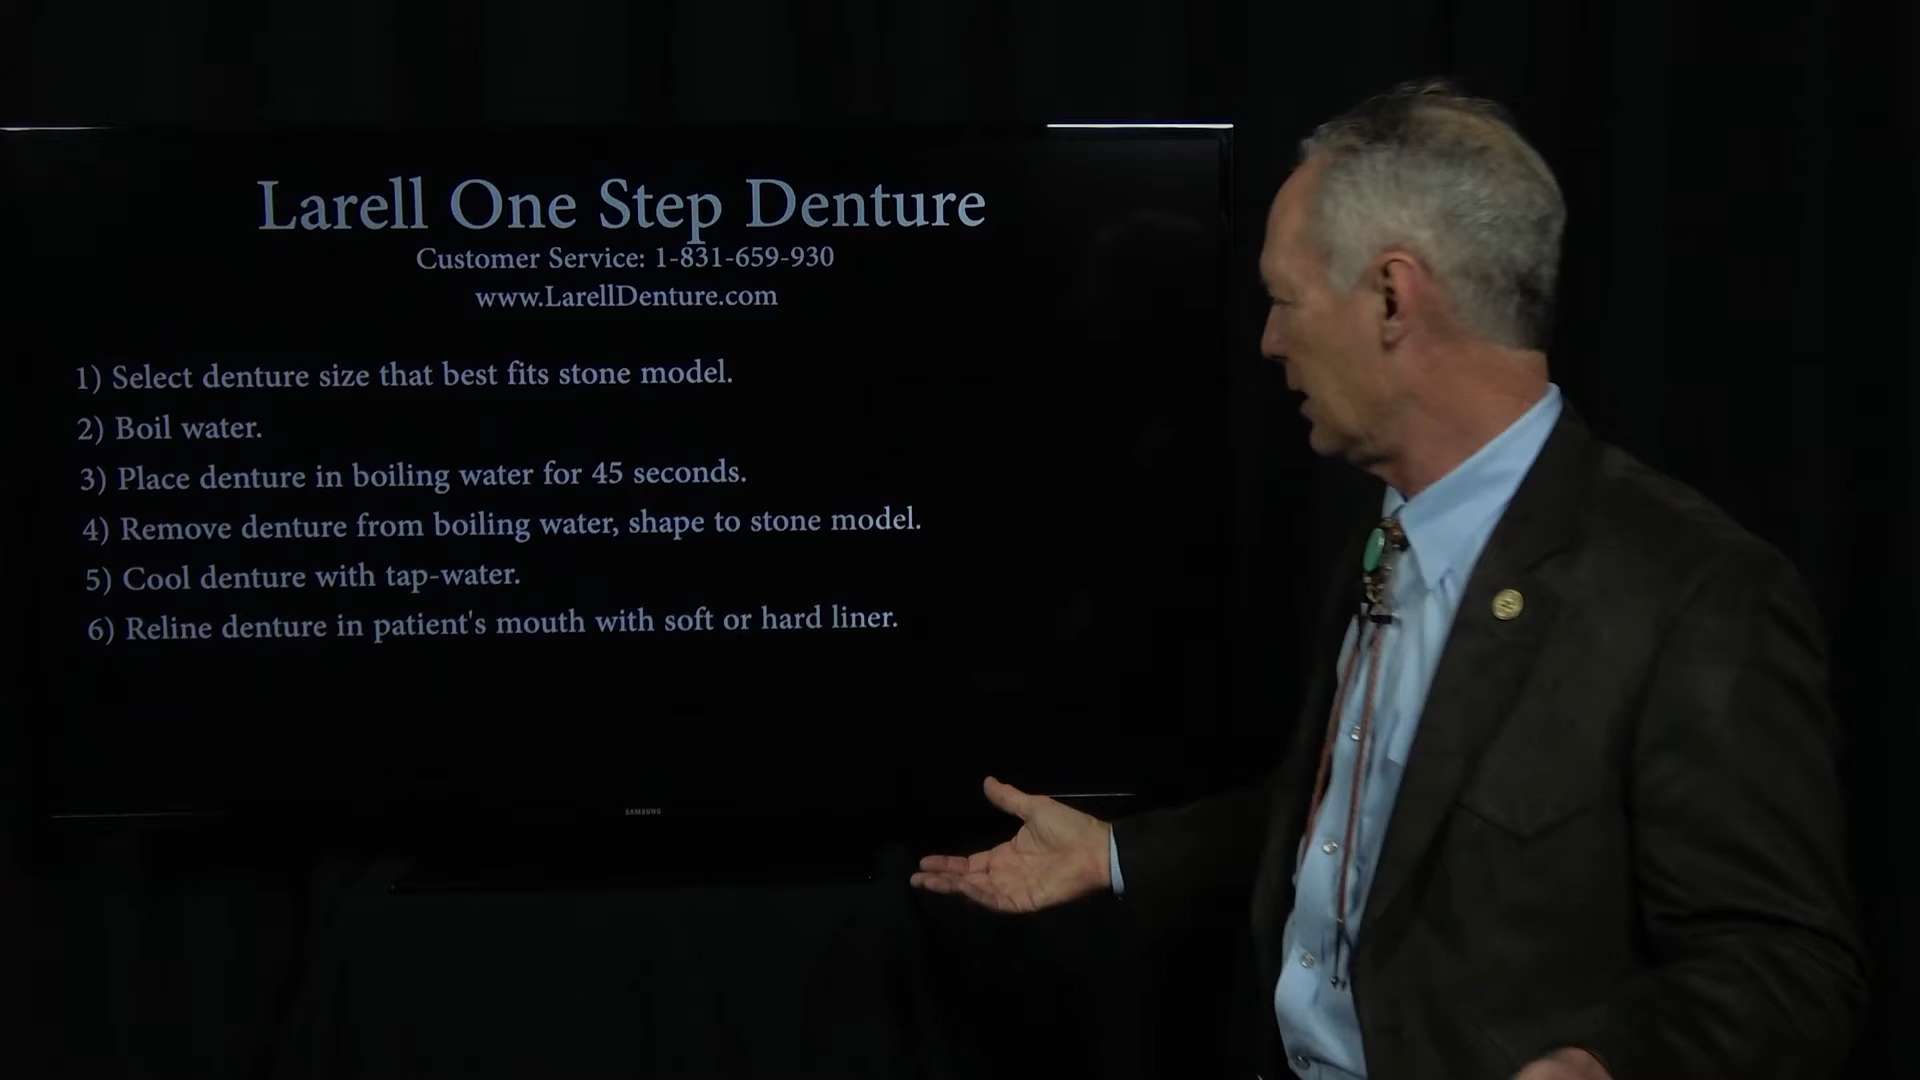 Larell One Step Denture
Customer Service: 1-831-659-930
www.LarellDenture.com
1) Select denture size that best fits stone model.
2) Boil water.
3) Place denture in boiling water for 45 seconds.
4) Remove denture from boiling water, shape to stone model.
5) Cool denture with tap-water.
6) Reline denture in patient's mouth with soft or hard liner.
SAMSUNG